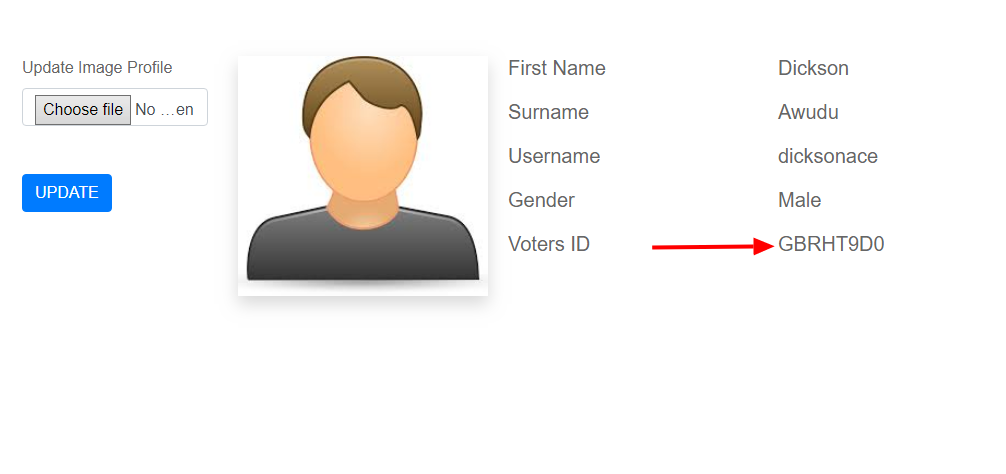 Update Image Profile
Choose file No ...en
UPDATE
First Name Dickson
Surname Awudu
Username dicksonace
Gender Male
Voters ID GBRHT9D0